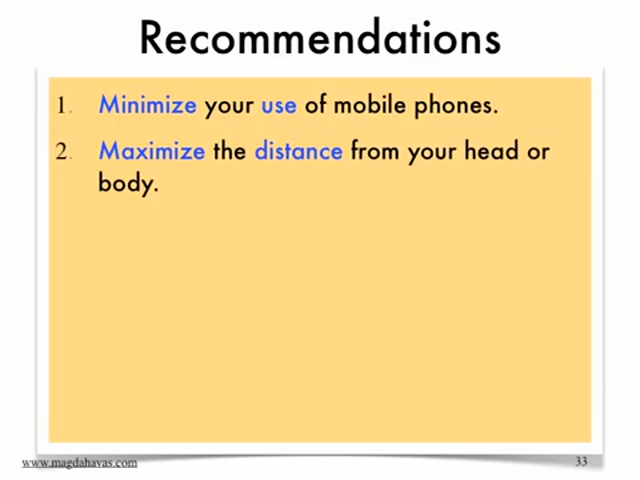 Recommendations
1. Minimize your use of mobile phones.
2. Maximize the distance from your head or
body.
www.magdahavas.com
33